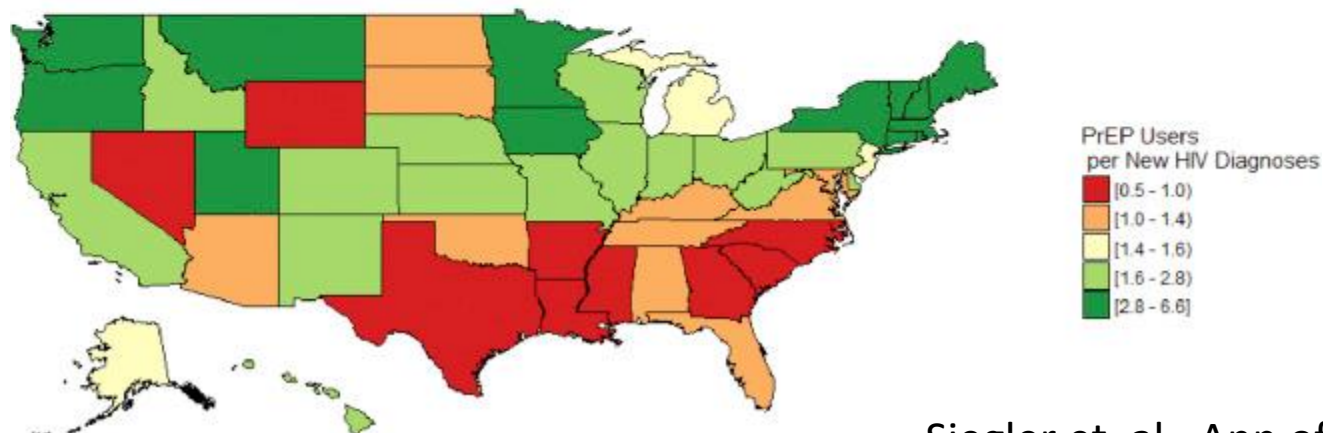 PrEP Users
per New HIV Diagnoses
[0.5 - 1.0)
[1.0 - 1.4)
[1.4 - 1.6)
[1.6 - 2.8)
[2.8 - 6.6]
Siegler et. al., Ann of